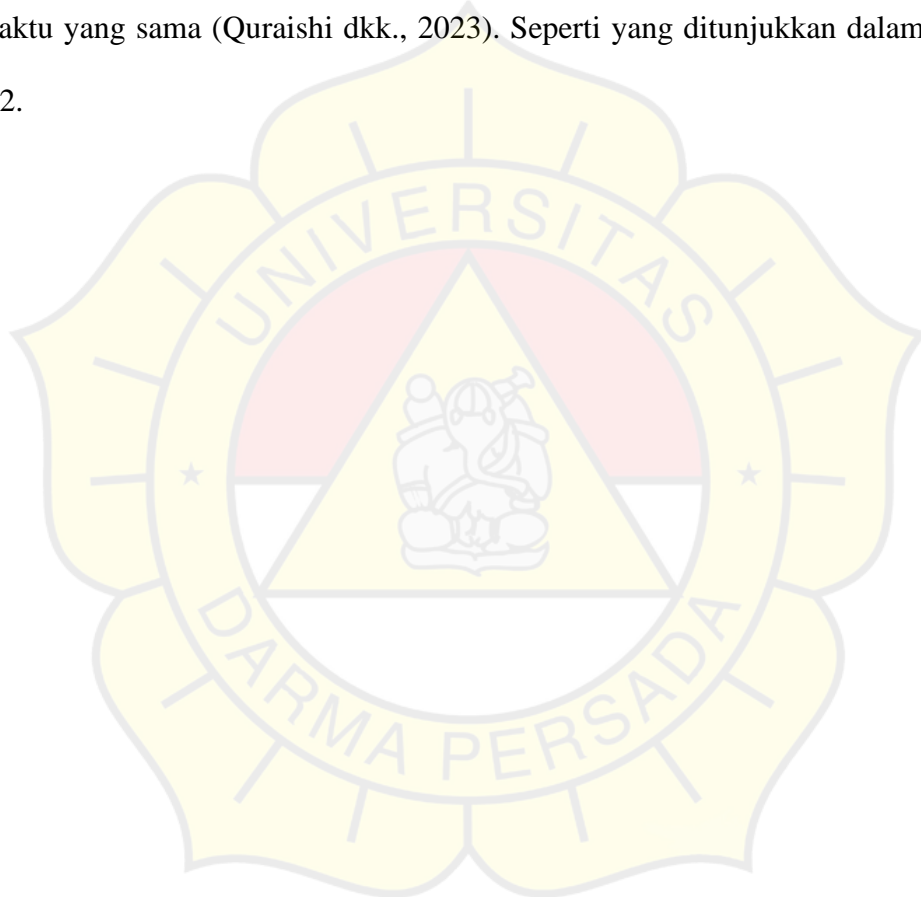 aktu yang sama (Quraishi dkk., 2023). Seperti yang ditunjukkan dalam
2.
UNIVERSITAS
DARMA PERSADA